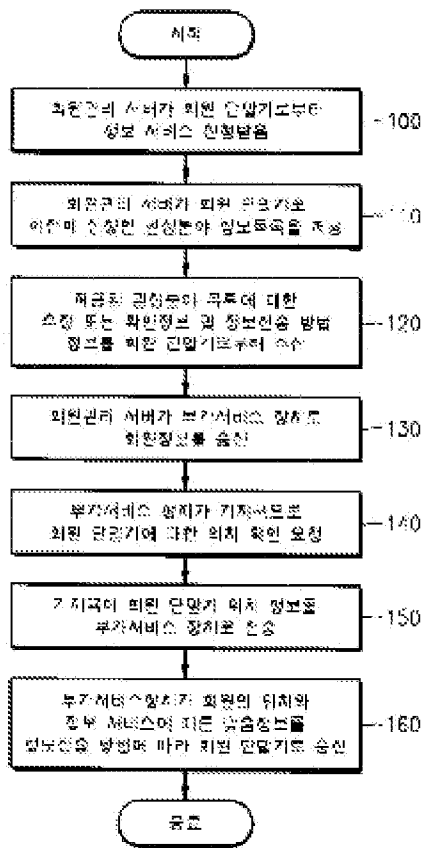 시작
회원관리 서버가 회원 단말기로부터
정보 서비스 신청받음
100
회원관리 서버가 회원 단말기로
이전에 신청한 관심분야 정보목록을 제공
110
제공된 관심분야 목록에 대한
수정 또는 확인정보 및 정보전송 방법
정보를 회원 단말기로부터 수신
120
회원관리 서버가 부가서비스 장치로
회원정보를 송신
130
부가서비스 장치가 기지국으로
회원 단말기에 대한 위치 확인 요청
140
기지국이 회원 단말기 위치 정보를
부가서비스 장치로 전송
150
부가서비스장치가 회원의 위치와
정보 서비스에 따른 맞춤정보를
정보전송 방법에 따라 회원 단말기로 송신
160
종료